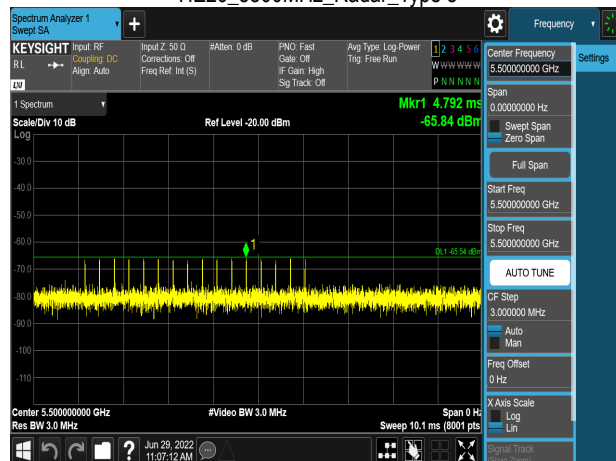 Spectrum Analyzer 1
Swept SA
Frequency
KEYSIGHT
RL
LXI
Input: RF
Coupling: DC
Align: Auto
Input Z: 50 Ω
Corrections: Off
Freq Ref: Int (S)
#Atten: 0 dB
PNO: Fast
Gate: Off
IF Gain: High
Sig Track: Off
Avg Type: Log-Power
Trig: Free Run
1 2 3 4 5 6
W W W W W W
P N N N N N
Center Frequency
5.500000000 GHz
Settings
Span
0.00000000 Hz
Swept Span
Zero Span
Full Span
Start Freq
5.500000000 GHz
Stop Freq
5.500000000 GHz
AUTO TUNE
CF Step
3.000000 MHz
Auto
Man
Freq Offset
0 Hz
X Axis Scale
Log
Lin
Signal Track
1 Spectrum
Scale/Div 10 dB
Ref Level -20.00 dBm
Mkr1 4.792 ms
-65.84 dBm
Log
-30.0
-40.0
-50.0
-60.0
-70.0
-80.0
-90.0
-100
-110
1
DL1 -65.54 dBm
Center 5.500000000 GHz
Res BW 3.0 MHz
#Video BW 3.0 MHz
Span 0 Hz
Sweep 10.1 ms (8001 pts)
?
Jun 29, 2022
11:07:12 AM